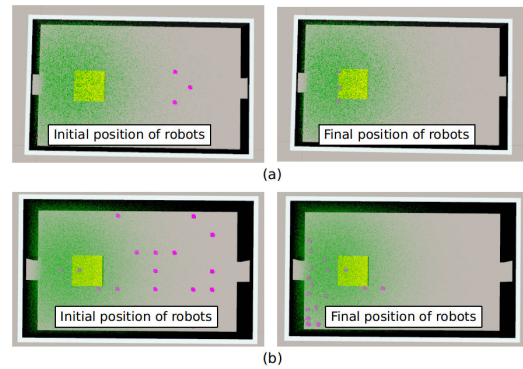 Initial position of robots
Final position of robots
(a)
Initial position of robots
Final position of robots
(b)